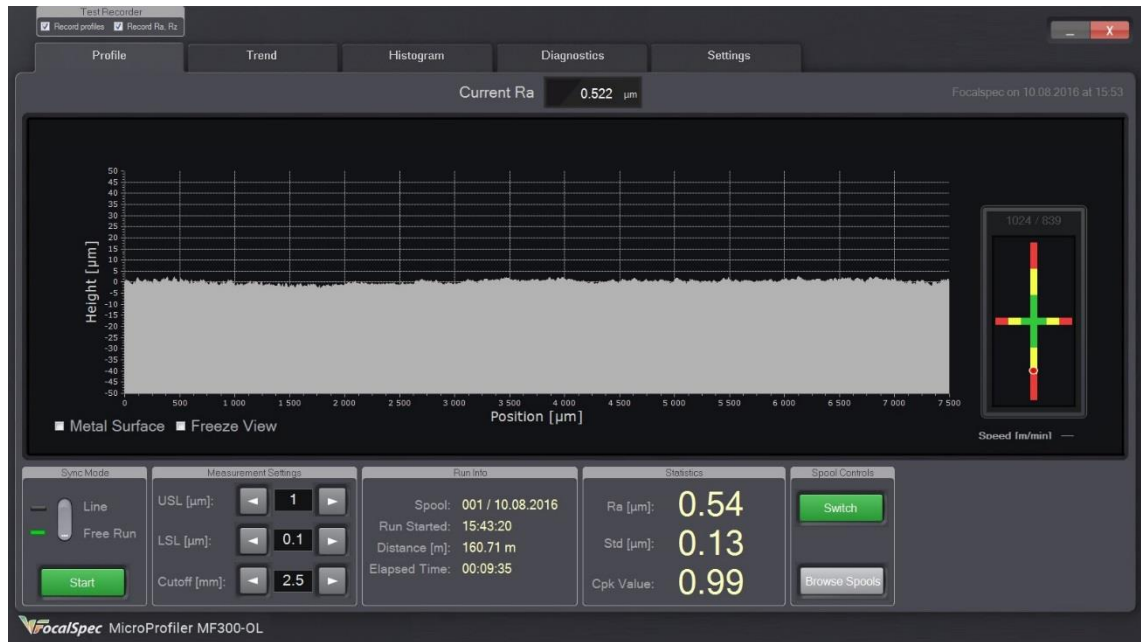 Test Recorder
Record profiles Record Ra, Rz
_ X
Profile Trend Histogram Diagnostics Settings
Current Ra 0.522 µm
Focalspec on 10.08.2016 at 15:53
50
45
40
35
30
25
20
15
10
5
0
-5
-10
-15
-20
-25
-30
-35
-40
-45
-50
Height [µm]
0 500 1 000 1 500 2 000 2 500 3 000 3 500 4 000 4 500 5 000 5 500 6 000 6 500 7 000 7 500
Position [µm]
Metal Surface Freeze View
1024 / 839
Speed [m/min] —
Sync Mode
Line
Free Run
Start
Measurement Settings
USL [µm]: 1
LSL [µm]: 0.1
Cutoff [mm]: 2.5
Run Info
Spool: 001 / 10.08.2016
Run Started: 15:43:20
Distance [m]: 160.71 m
Elapsed Time: 00:09:35
Statistics
Ra [µm]: 0.54
Std [µm]: 0.13
Cpk Value: 0.99
Spool Controls
Switch
Browse Spools
FocalSpec MicroProfiler MF300-OL